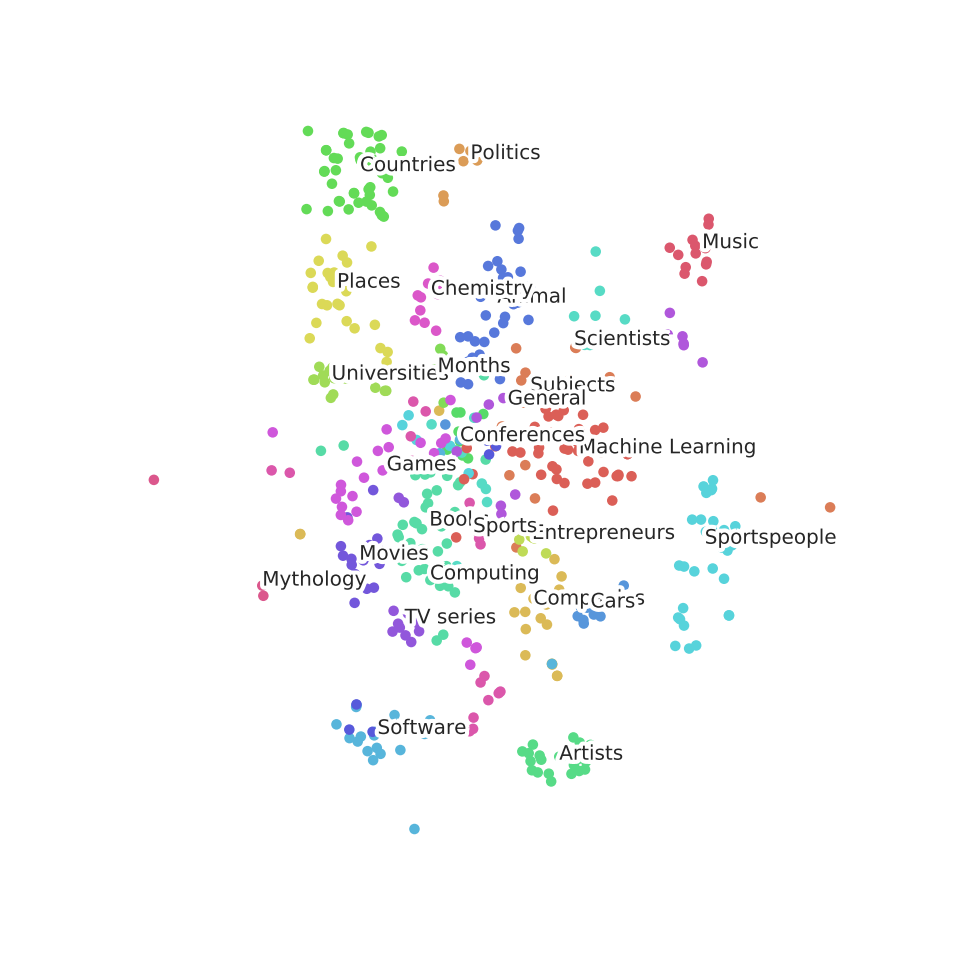 Politics
Countries
Music
Places
Chemistry
Scientists
Months
Universities
Subjects
General
Conferences
Machine Learning
Games
Sports
Entrepreneurs
Sportspeople
Movies
Computing
Mythology
Cars
TV series
Software
Artists